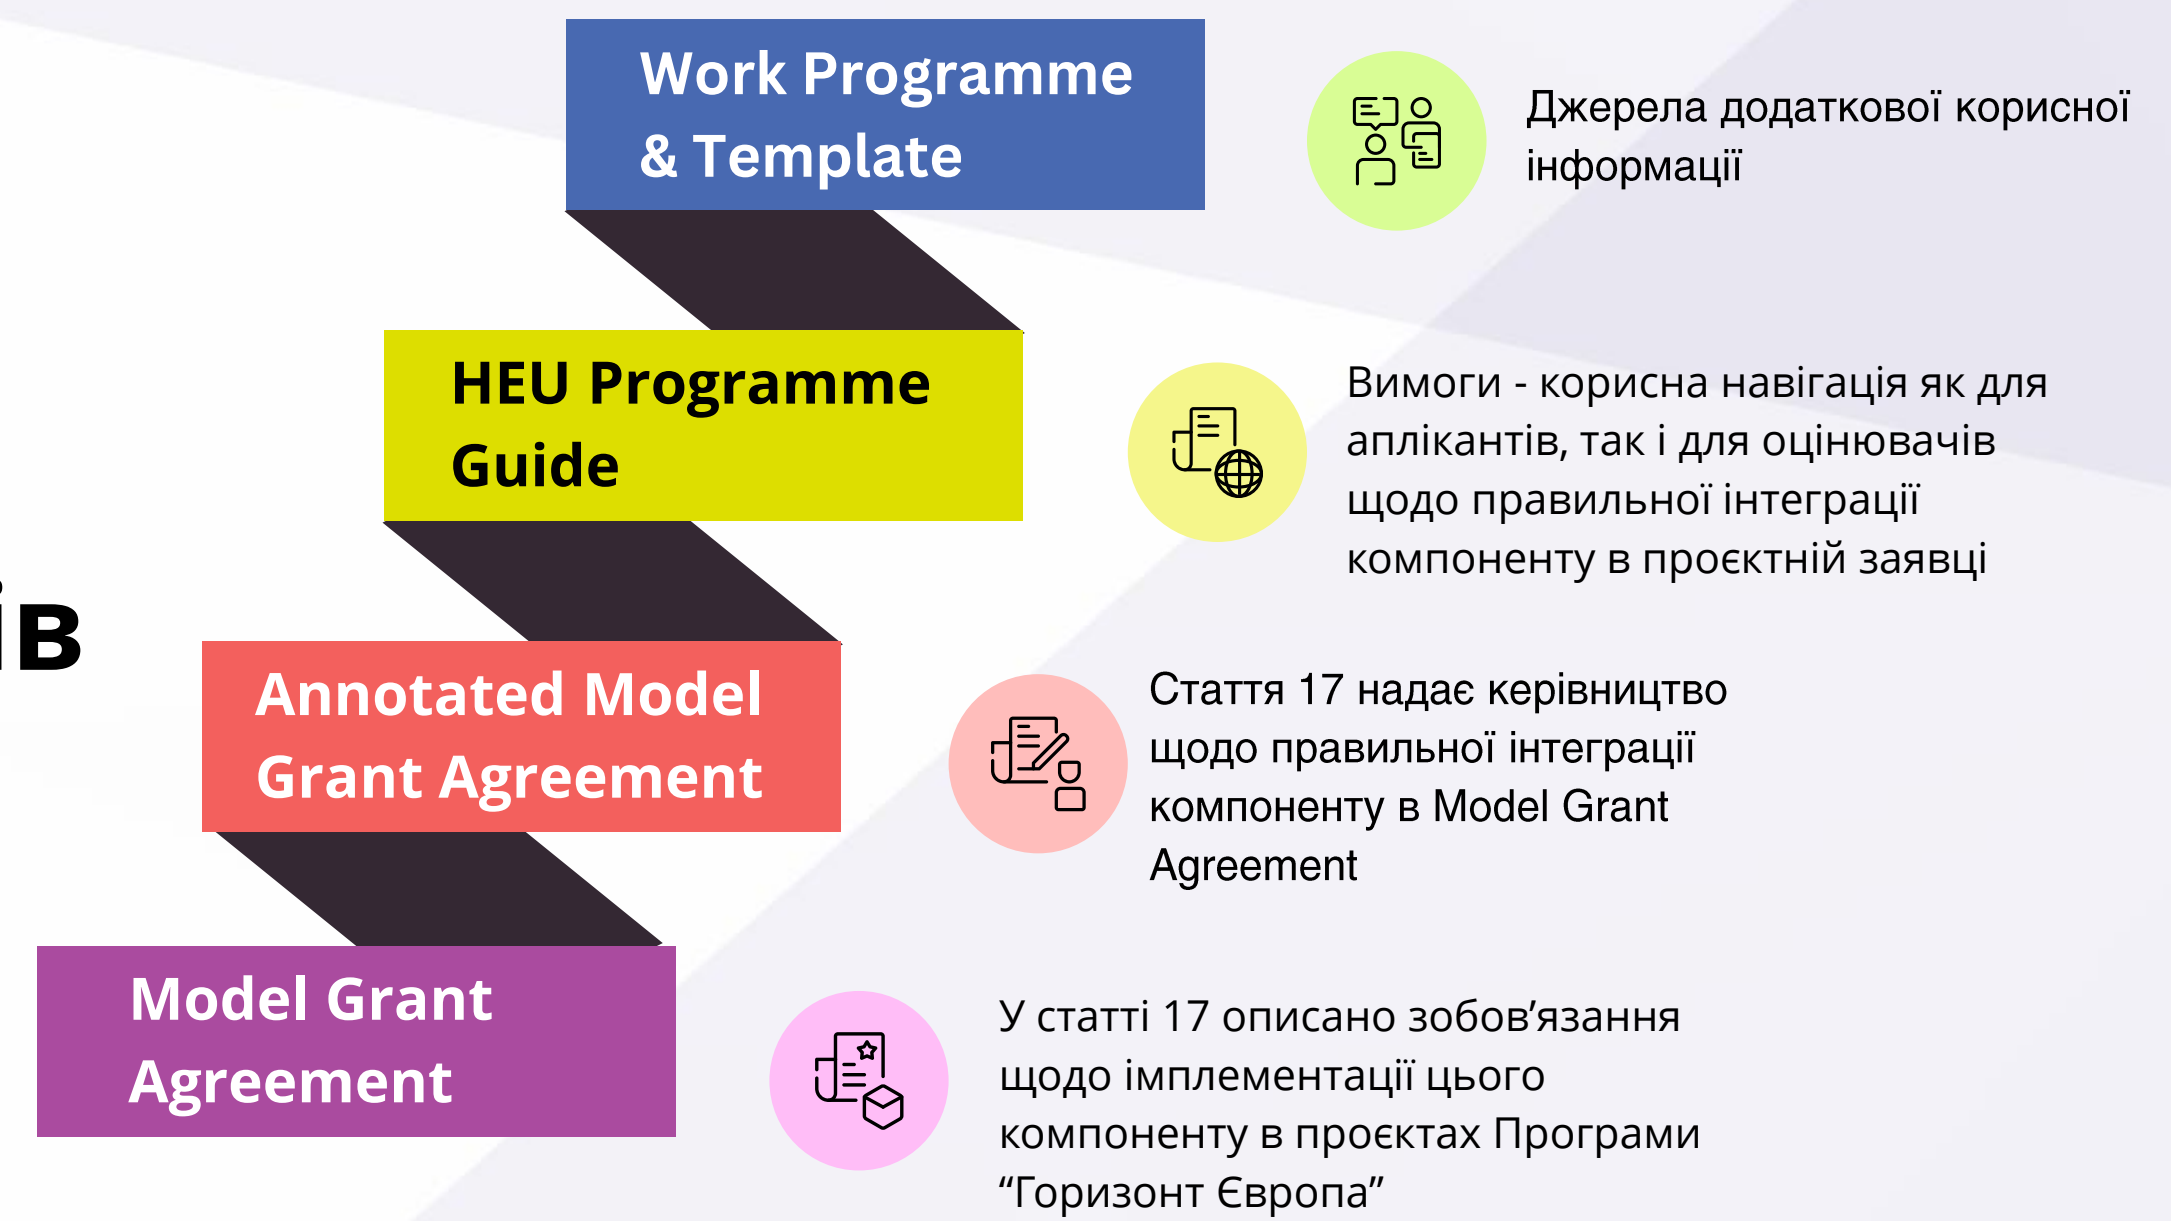 Work Programme
& Template
Джерела додаткової корисної
інформації
HEU Programme
Guide
Вимоги - корисна навігація як для
аплікантів, так і для оцінювачів
щодо правильної інтеграції
компоненту в проєктній заявці
ів
Annotated Model
Grant Agreement
Стаття 17 надає керівництво
щодо правильної інтеграції
компоненту в Model Grant
Agreement
Model Grant
Agreement
У статті 17 описано зобов’язання
щодо імплементації цього
компоненту в проєктах Програми
“Горизонт Європа”